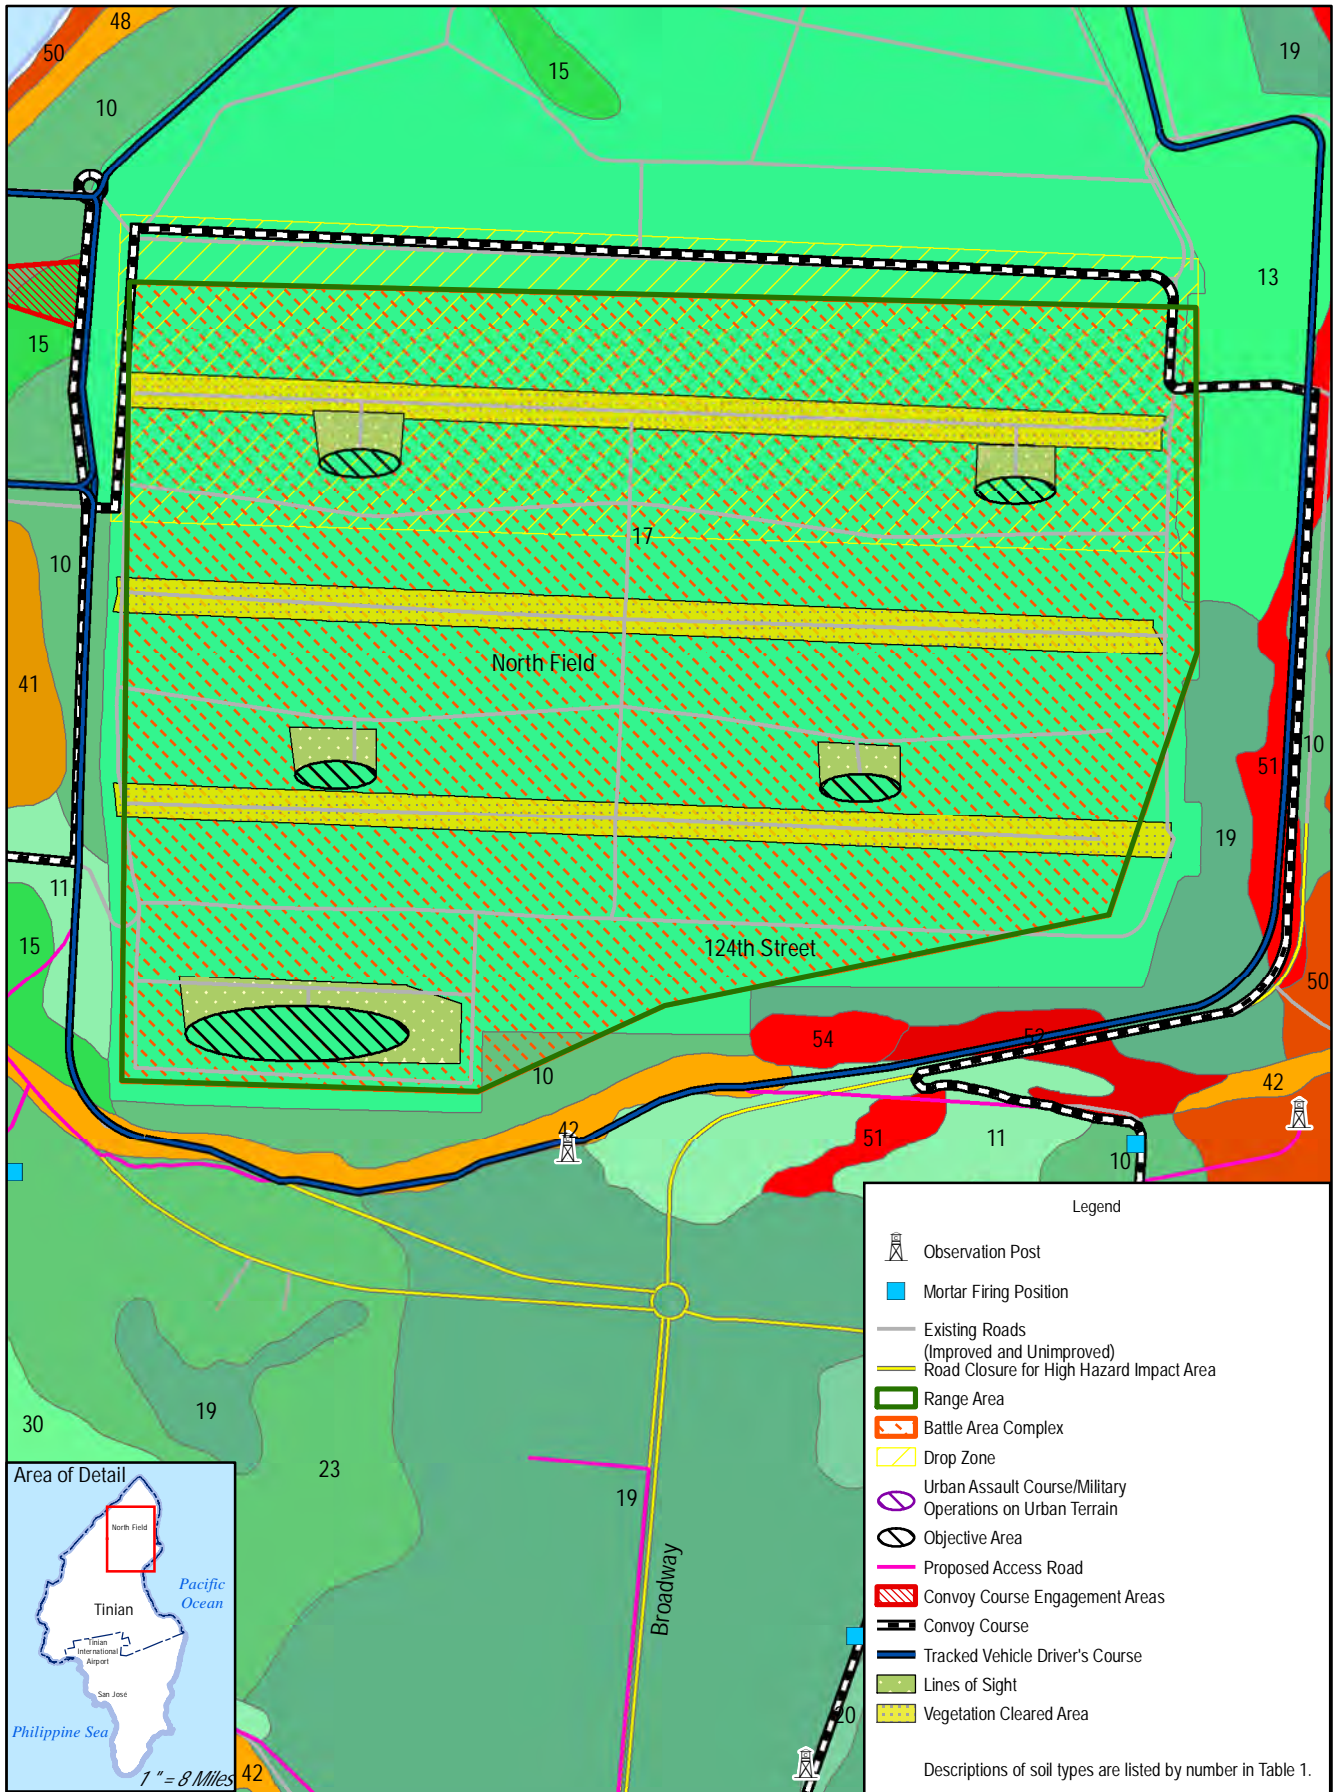 48
50
15
19
10
13
15
17
10
North Field
41
10
51
19
11
15
124th Street
50
54
52
10
42
42
51
11
10
Legend
Observation Post
Mortar Firing Position
Existing Roads
(Improved and Unimproved)
Road Closure for High Hazard Impact Area
Range Area
Battle Area Complex
Drop Zone
Urban Assault Course/Military
Operations on Urban Terrain
Objective Area
Proposed Access Road
Convoy Course Engagement Areas
Convoy Course
Tracked Vehicle Driver's Course
Lines of Sight
Vegetation Cleared Area
Descriptions of soil types are listed by number in Table 1.
19
30
23
19
Broadway
20
42
Area of Detail
North Field
Pacific
Ocean
Tinian
Tinian
International
Airport
San José
Philippine Sea
1 " = 8 Miles